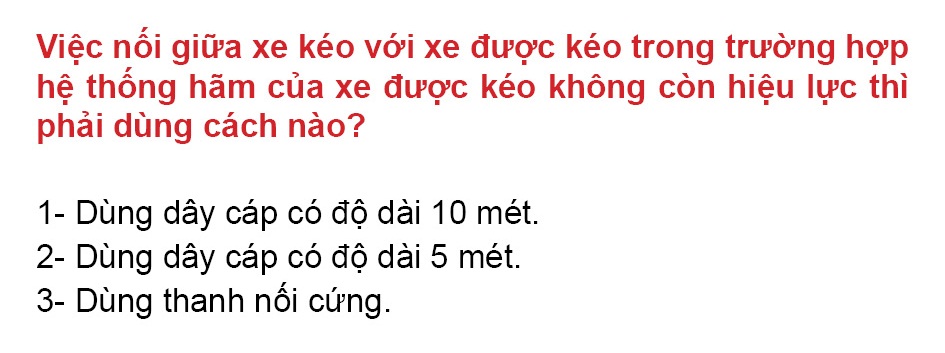 Việc nối giữa xe kéo với xe được kéo trong trường hợp
hệ thống hãm của xe được kéo không còn hiệu lực thì
phải dùng cách nào?
1- Dùng dây cáp có độ dài 10 mét.
2- Dùng dây cáp có độ dài 5 mét.
3- Dùng thanh nối cứng.